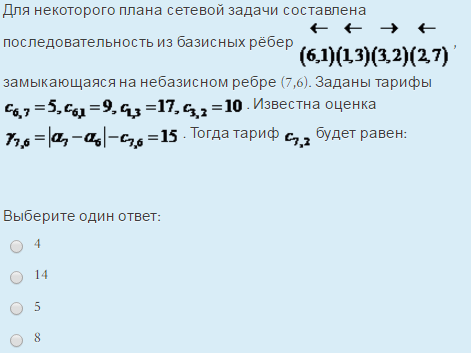 Для некоторого плана сетевой задачи составлена
последовательность из базисных рёбер (6,1)(1,3)(3,2)(2,7) ,
← ← → ←
замыкающаяся на небазисном ребре (7,6). Заданы тарифы
c₆,₇ = 5, c₆,₁ = 9, c₁,₃ = 17, c₃,₂ = 10 . Известна оценка
γ₇,₆ = |α₇ − α₆| − c₇,₆ = 15 . Тогда тариф c₇,₂ будет равен:
Выберите один ответ:
4
14
5
8